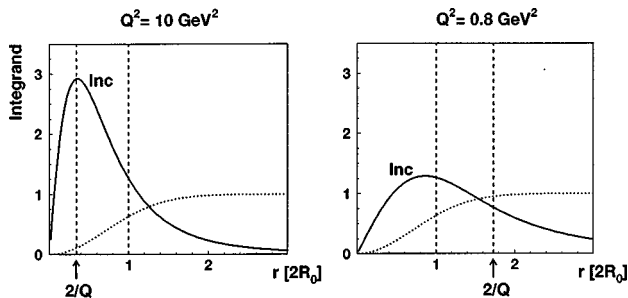 Q²= 10 GeV²
Q²= 0.8 GeV²
Integrand
3
2
1
0
Inc
1
2
r [2R₀]
2/Q
3
2
1
0
Inc
1
2
r [2R₀]
2/Q